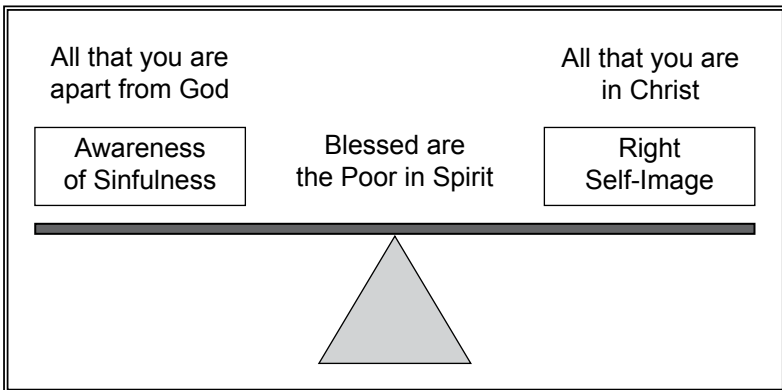 All that you are
apart from God
Awareness
of Sinfulness
Blessed are
the Poor in Spirit
All that you are
in Christ
Right
Self-Image